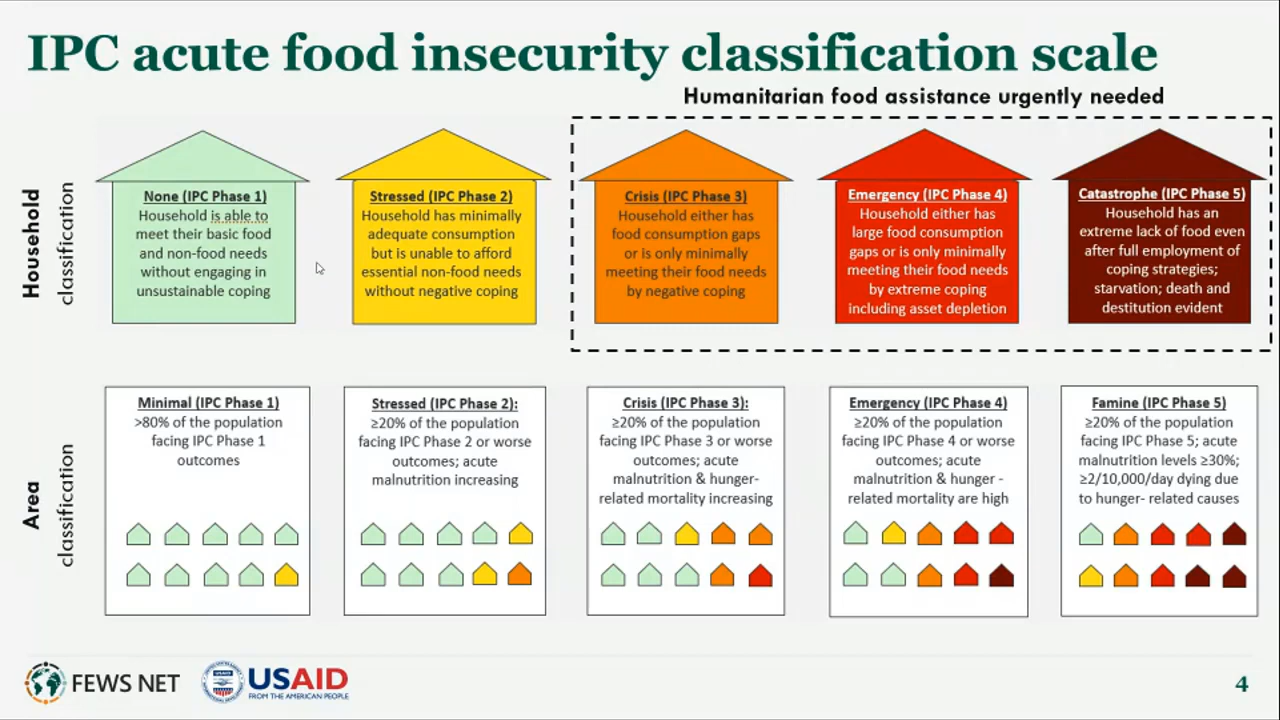 IPC acute food insecurity classification scale
Humanitarian food assistance urgently needed
Household
classification
None (IPC Phase 1)
Household is able to
meet their basic food
and non-food needs
without engaging in
unsustainable coping
Stressed (IPC Phase 2)
Household has minimally
adequate consumption
but is unable to afford
essential non-food needs
without negative coping
Crisis (IPC Phase 3)
Household either has
food consumption gaps
or is only minimally
meeting their food needs
by negative coping
Emergency (IPC Phase 4)
Household either has
large food consumption
gaps or is only minimally
meeting their food needs
by extreme coping
including asset depletion
Catastrophe (IPC Phase 5)
Household has an
extreme lack of food even
after full employment of
coping strategies;
starvation; death and
destitution evident
Area
classification
Minimal (IPC Phase 1)
>80% of the population
facing IPC Phase 1
outcomes
Stressed (IPC Phase 2):
≥20% of the population
facing IPC Phase 2 or worse
outcomes; acute
malnutrition increasing
Crisis (IPC Phase 3):
≥20% of the population
facing IPC Phase 3 or worse
outcomes; acute
malnutrition & hunger-
related mortality increasing
Emergency (IPC Phase 4)
≥20% of the population
facing IPC Phase 4 or worse
outcomes; acute
malnutrition & hunger -
related mortality are high
Famine (IPC Phase 5)
≥20% of the population
facing IPC Phase 5; acute
malnutrition levels ≥30%;
≥2/10,000/day dying due
to hunger- related causes
FEWS NET
USAID
FROM THE AMERICAN PEOPLE
4